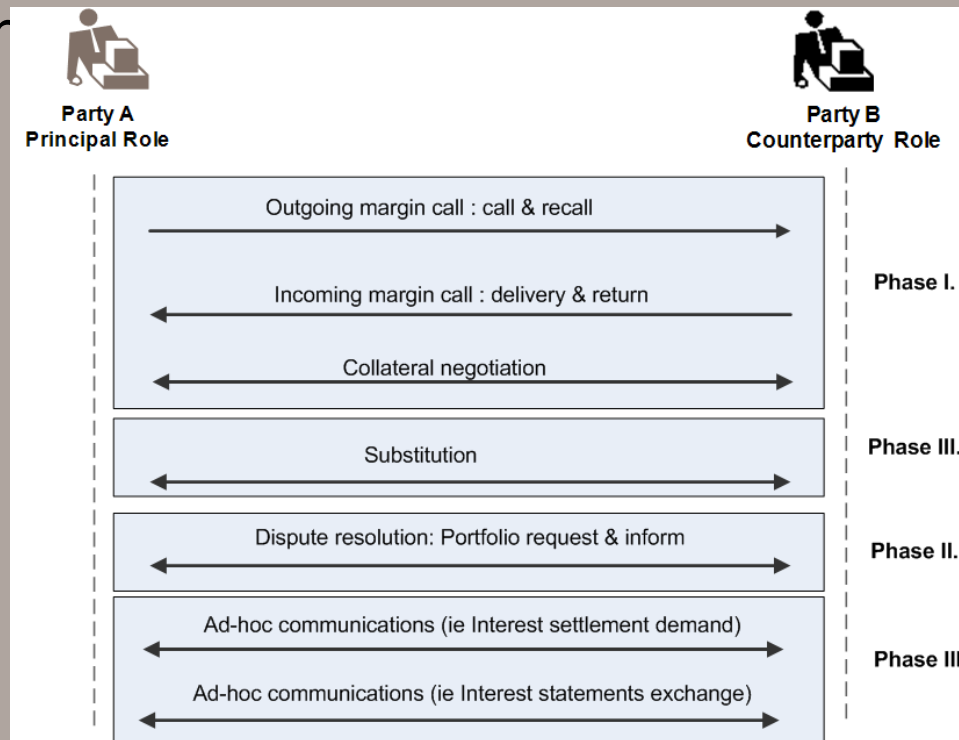 Party A
Principal Role
Party B
Counterparty Role
Outgoing margin call : call & recall
Incoming margin call : delivery & return
Collateral negotiation
Phase I.
Substitution
Phase III.
Dispute resolution: Portfolio request & inform
Phase II.
Ad-hoc communications (ie Interest settlement demand)
Ad-hoc communications (ie Interest statements exchange)
Phase III